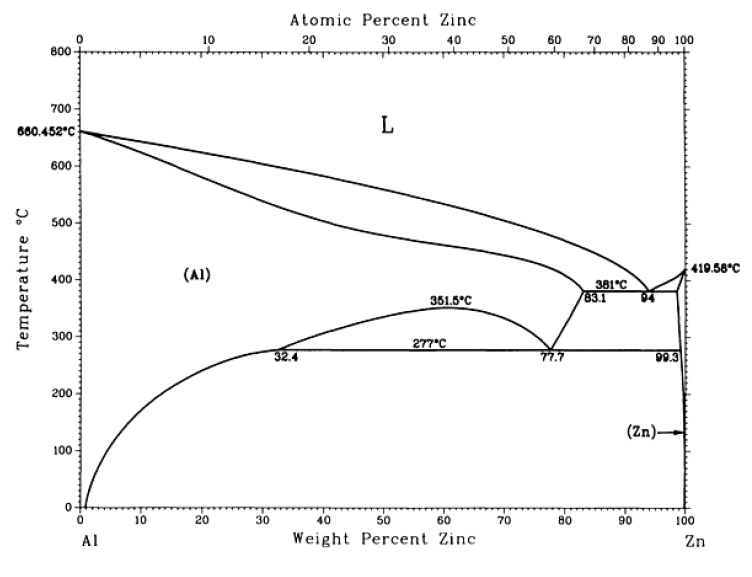 Atomic Percent Zinc
0 10 20 30 40 50 60 70 80 90 100
800
700
660.452°C
L
600
500
400
(Al)
419.58°C
381°C
83.1 94
351.5°C
300
277°C
32.4 77.7 99.3
200
(Zn)
100
0
Temperature °C
0 10 20 30 40 50 60 70 80 90 100
Al Weight Percent Zinc Zn